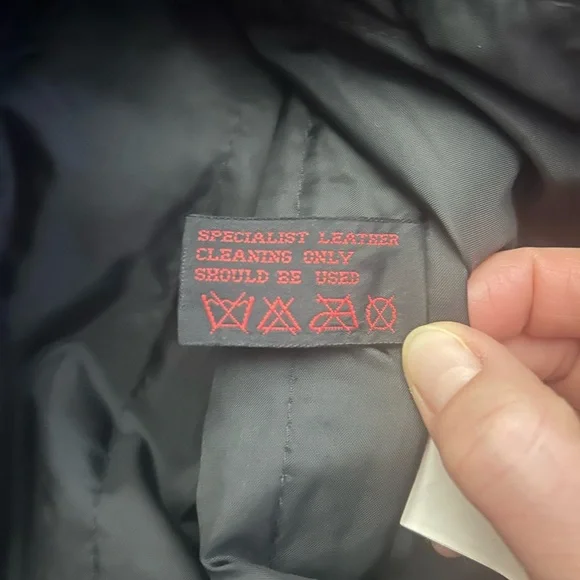 SPECIALIST LEATHER
CLEANING ONLY
SHOULD BE USED